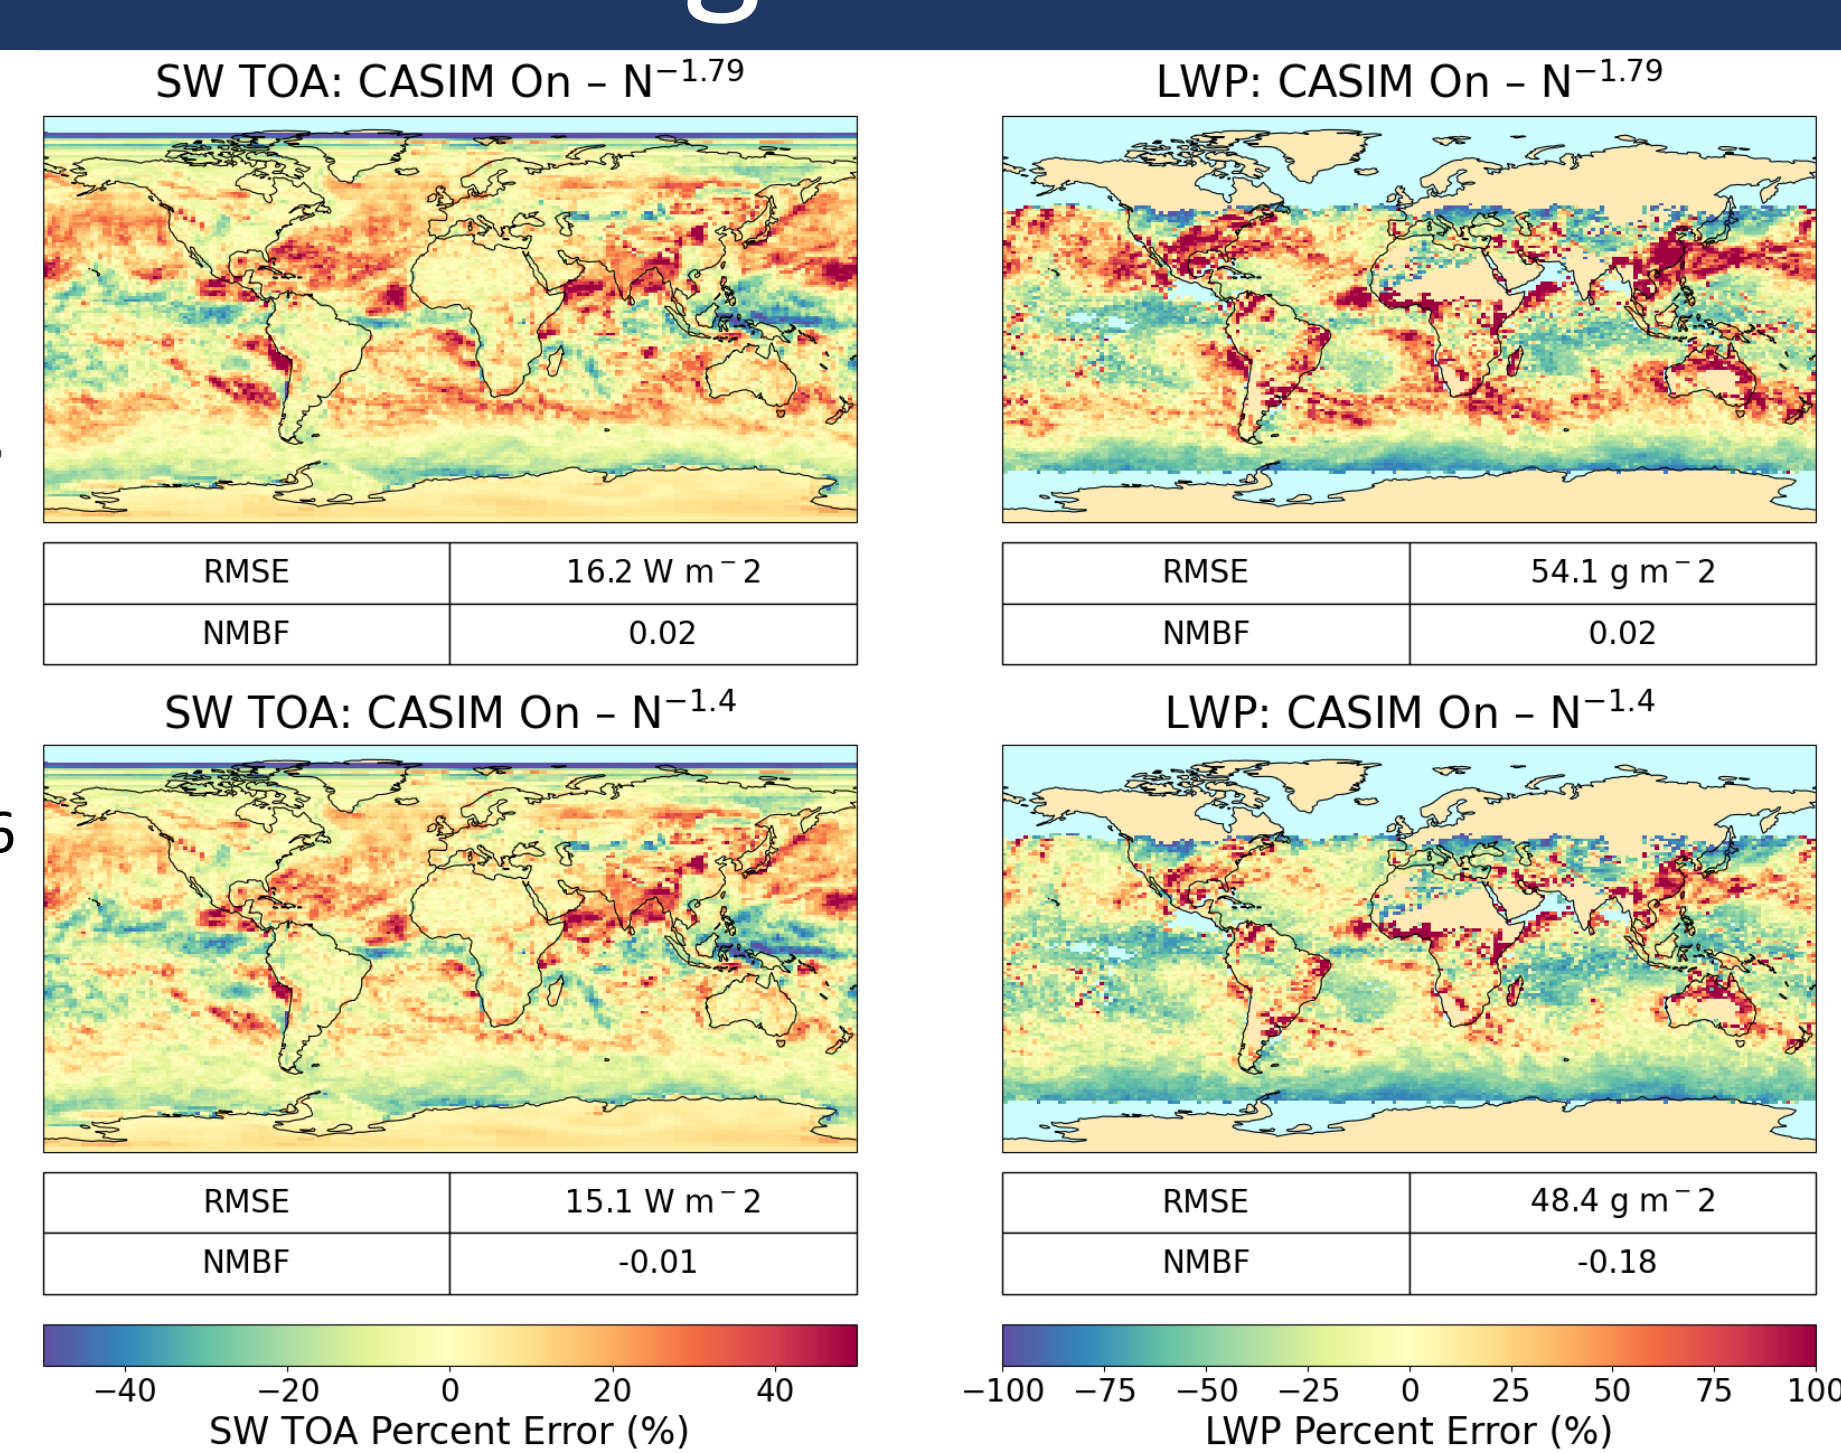 g
SW TOA: CASIM On – N⁻¹·⁷⁹
LWP: CASIM On – N⁻¹·⁷⁹
RMSE 16.2 W m⁻2
NMBF 0.02
RMSE 54.1 g m⁻2
NMBF 0.02
SW TOA: CASIM On – N⁻¹·⁴
LWP: CASIM On – N⁻¹·⁴
6
RMSE 15.1 W m⁻2
NMBF -0.01
RMSE 48.4 g m⁻2
NMBF -0.18
−40 −20 0 20 40
SW TOA Percent Error (%)
−100 −75 −50 −25 0 25 50 75 100
LWP Percent Error (%)